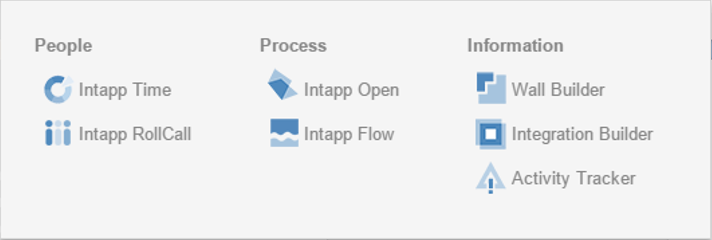 People
Intapp Time
Intapp RollCall
Process
Intapp Open
Intapp Flow
Information
Wall Builder
Integration Builder
Activity Tracker